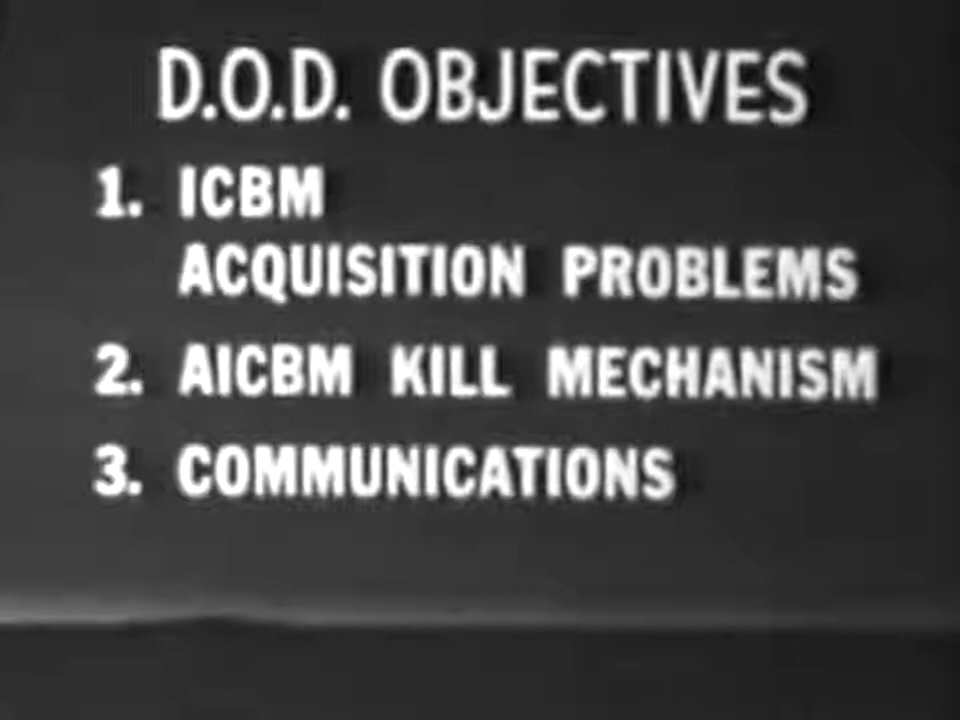 D.O.D. OBJECTIVES
1. ICBM
ACQUISITION PROBLEMS
2. AICBM KILL MECHANISM
3. COMMUNICATIONS